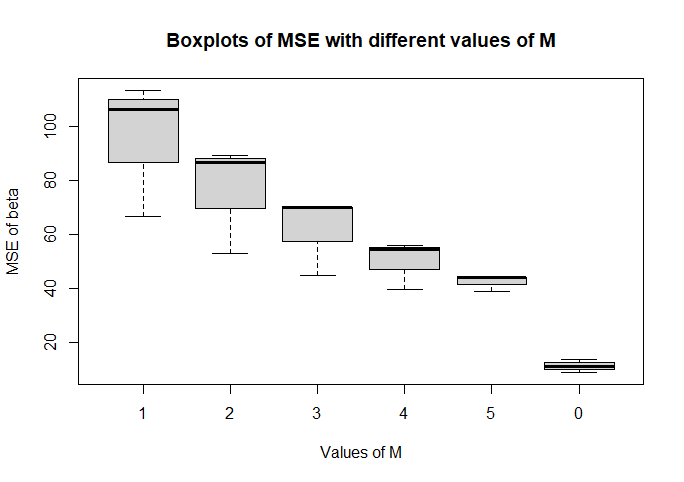 Boxplots of MSE with different values of M
MSE of beta
100
80
60
40
20
1 2 3 4 5 0
Values of M